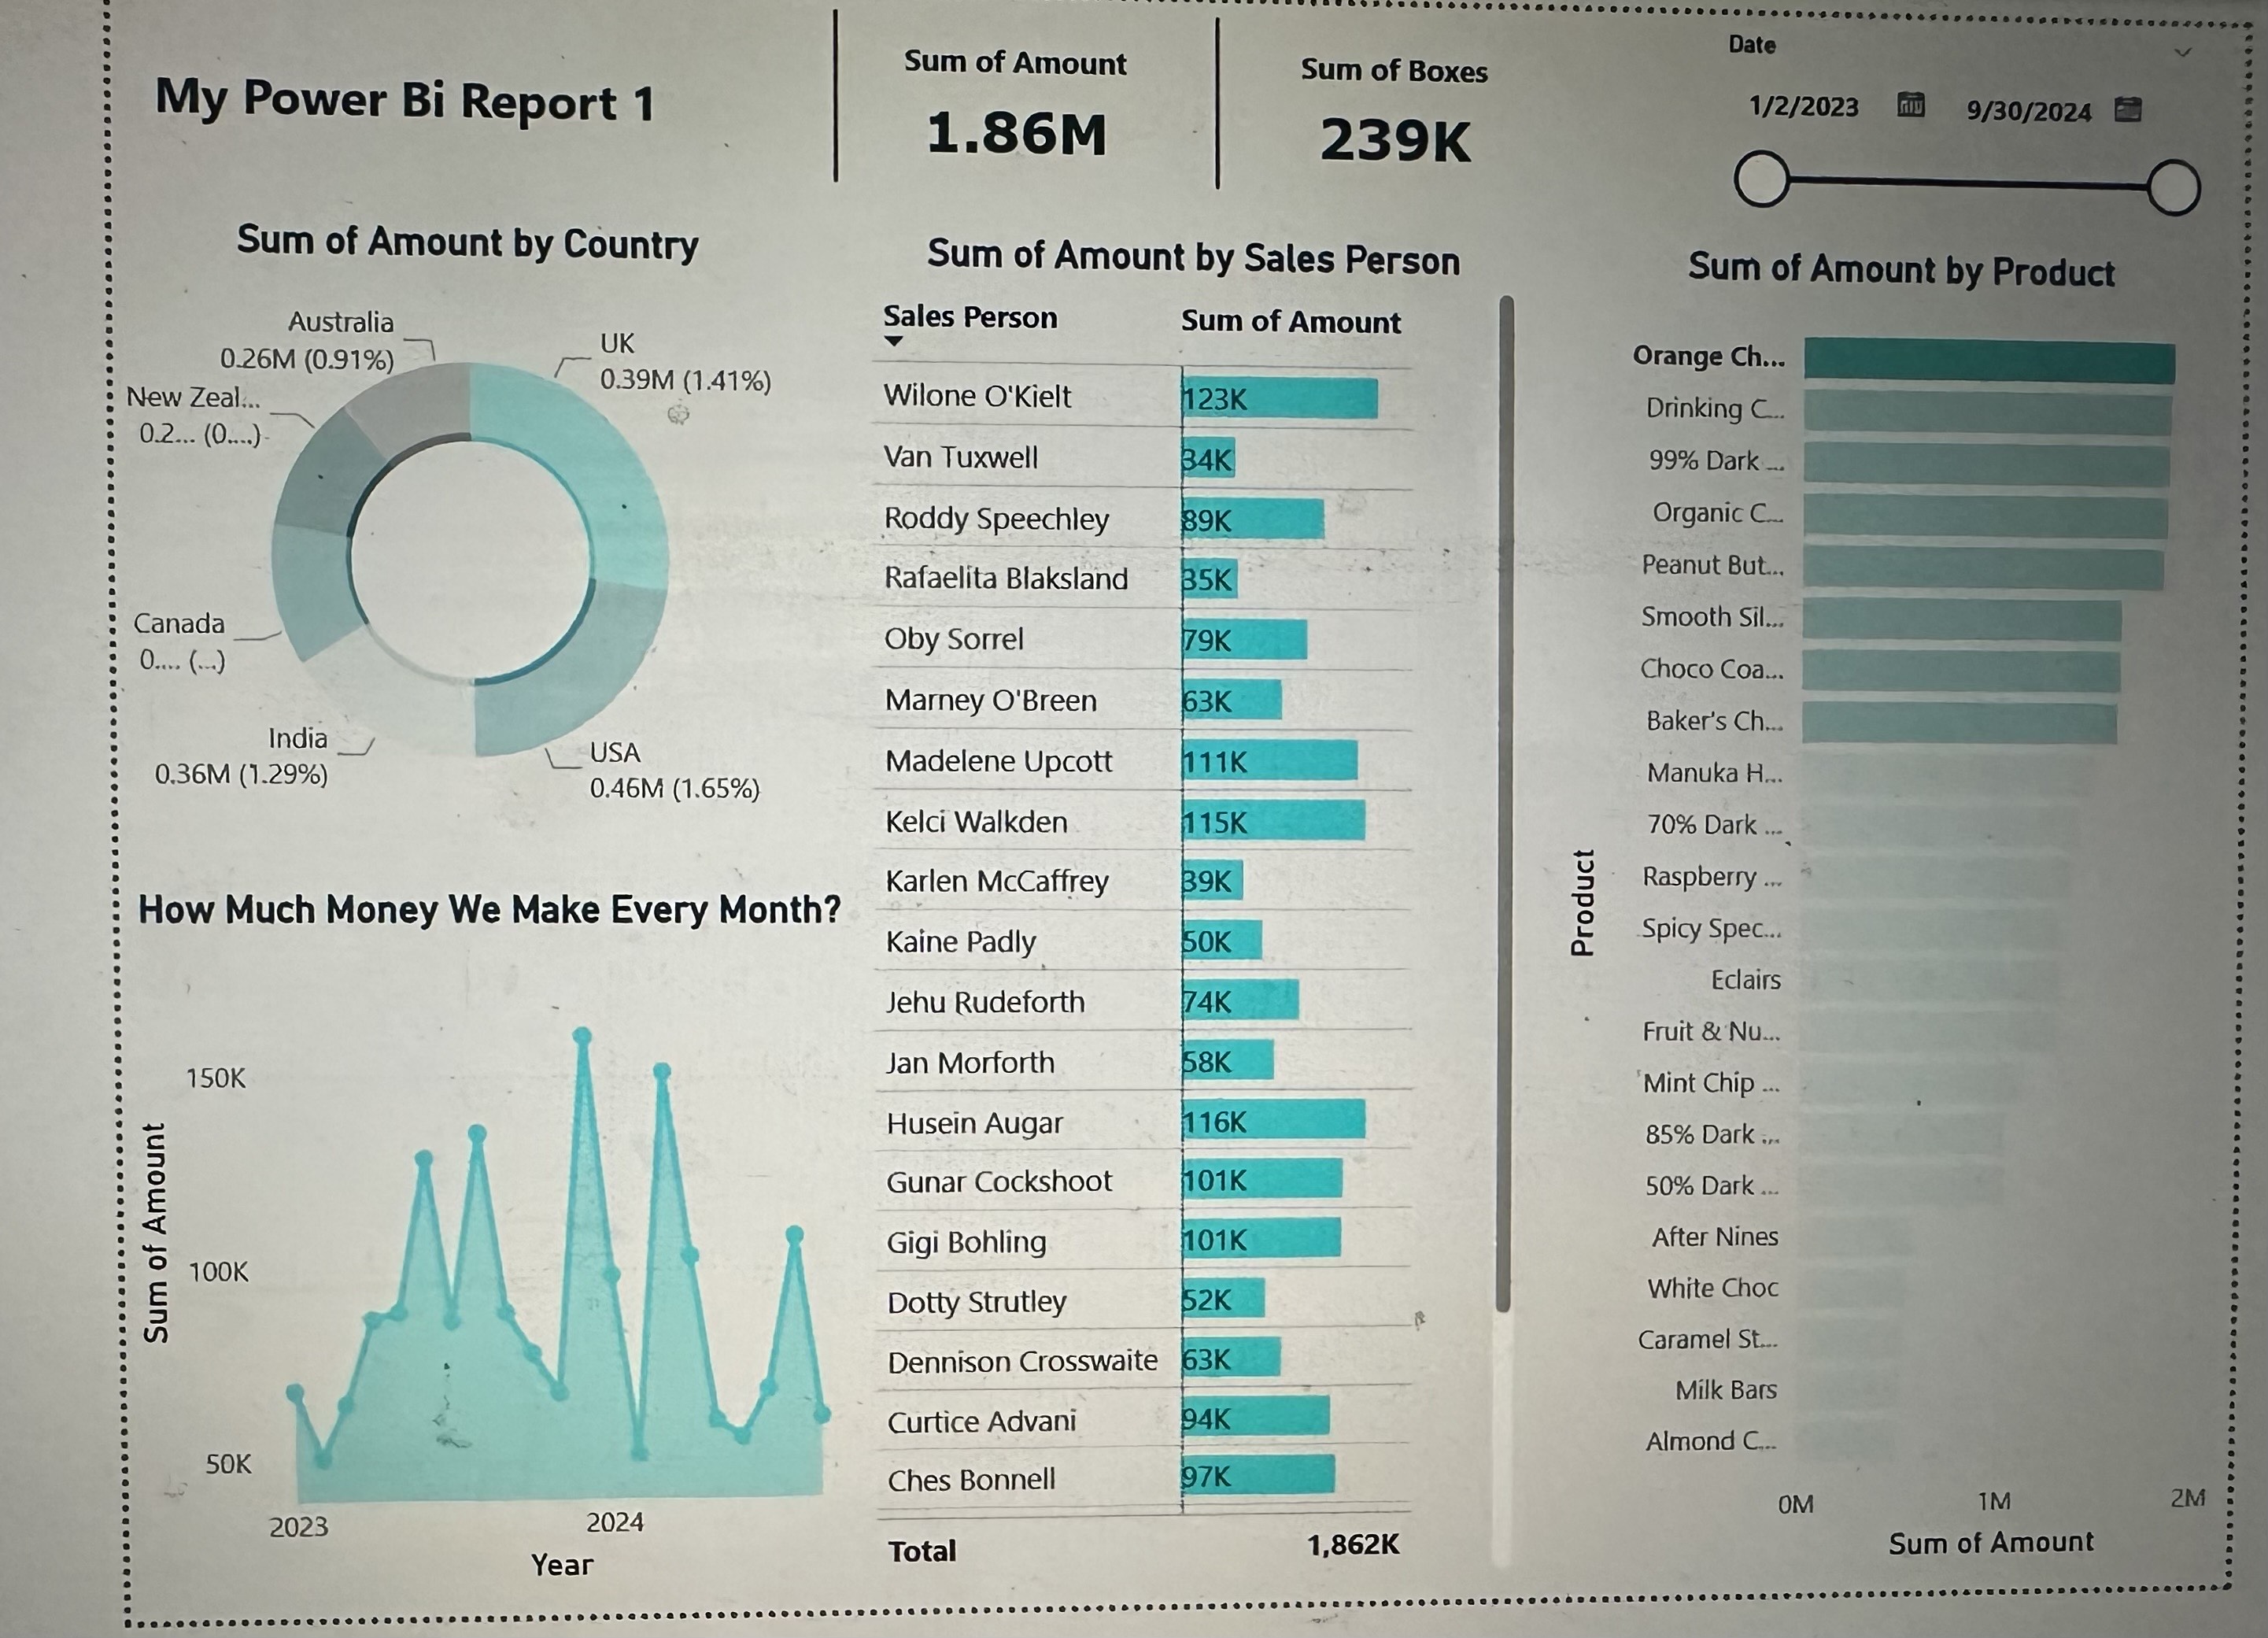 My Power Bi Report 1
Sum of Amount
1.86M
Sum of Boxes
239K
Date
1/2/2023
9/30/2024
Sum of Amount by Country
Australia
0.26M (0.91%)
UK
0.39M (1.41%)
New Zeal...
0.2... (0....)
Canada
0.... (...)
India
0.36M (1.29%)
USA
0.46M (1.65%)
How Much Money We Make Every Month?
Sum of Amount
150K
100K
50K
2023
2024
Year
Sum of Amount by Sales Person
Sales Person Sum of Amount
Wilone O'Kielt 123K
Van Tuxwell 34K
Roddy Speechley 89K
Rafaelita Blaksland 35K
Oby Sorrel 79K
Marney O'Breen 63K
Madelene Upcott 111K
Kelci Walkden 115K
Karlen McCaffrey 39K
Kaine Padly 50K
Jehu Rudeforth 74K
Jan Morforth 58K
Husein Augar 116K
Gunar Cockshoot 101K
Gigi Bohling 101K
Dotty Strutley 52K
Dennison Crosswaite 63K
Curtice Advani 94K
Ches Bonnell 97K
Total 1,862K
Sum of Amount by Product
Product
Orange Ch...
Drinking C...
99% Dark ...
Organic C...
Peanut But...
Smooth Sil...
Choco Coa...
Baker's Ch...
Manuka H...
70% Dark ...
Raspberry ...
Spicy Spec...
Eclairs
Fruit & Nu...
Mint Chip ...
85% Dark ...
50% Dark ...
After Nines
White Choc
Caramel St...
Milk Bars
Almond C...
0M
1M
2M
Sum of Amount